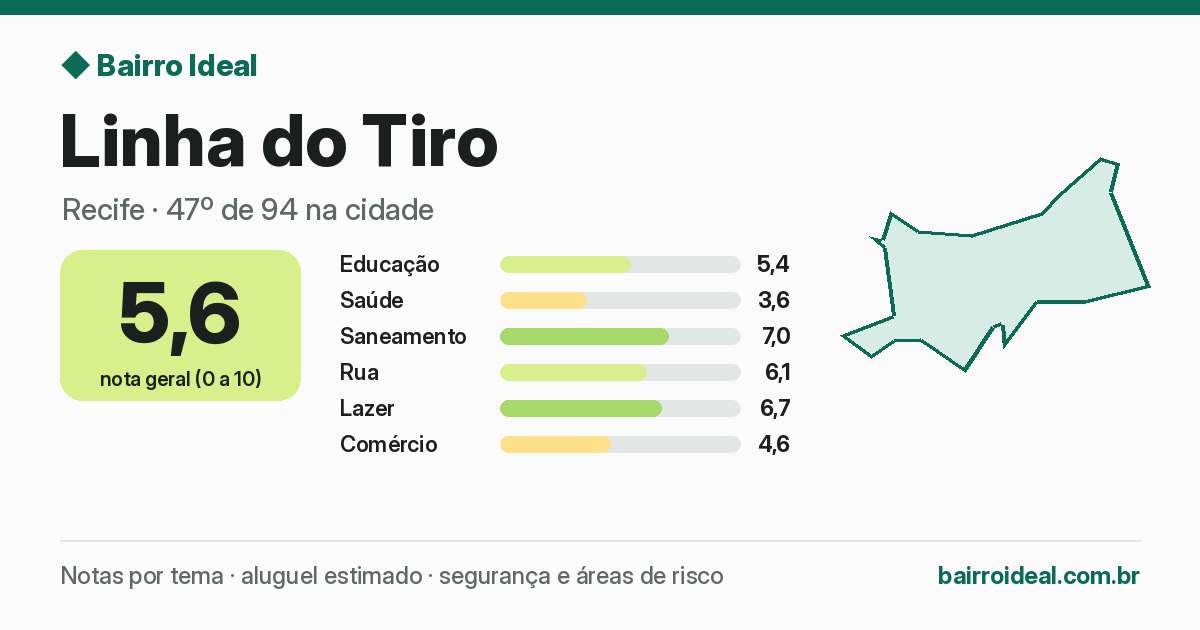 Bairro Ideal
Linha do Tiro
Recife · 47º de 94 na cidade
5,6
nota geral (0 a 10)
Educação 5,4
Saúde 3,6
Saneamento 7,0
Rua 6,1
Lazer 6,7
Comércio 4,6
Notas por tema · aluguel estimado · segurança e áreas de risco
bairroideal.com.br